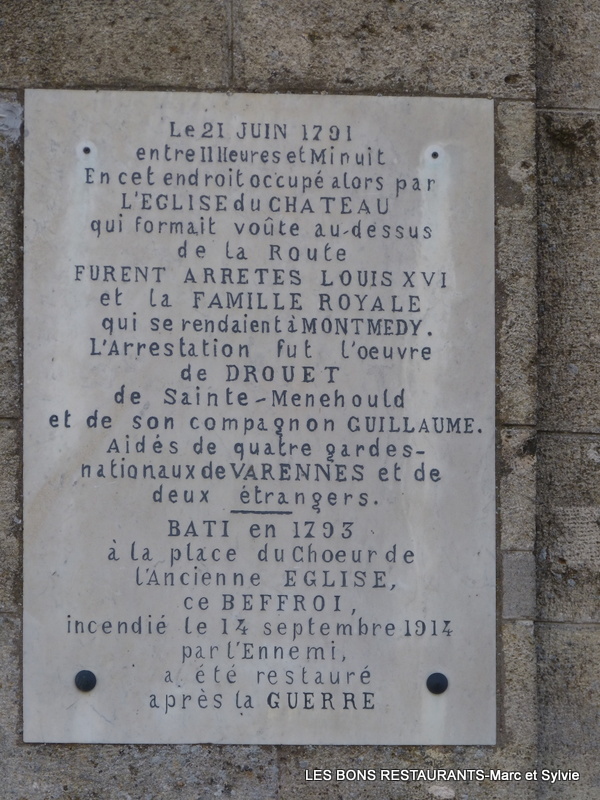 Le 21 JUIN 1791
entre 11 Heures et Minuit
En cet endroit occupé alors par
L'EGLISE du CHATEAU
qui formait voûte au-dessus
de la Route
FURENT ARRETES LOUIS XVI
et la FAMILLE ROYALE
qui se rendaient à MONTMEDY.
L'Arrestation fut l'oeuvre
de DROUET
de Sainte-Menehould
et de son compagnon GUILLAUME.
Aidés de quatre gardes-
nationaux de VARENNES et de
deux étrangers.
BATI en 1793
à la place du Choeur de
l'Ancienne EGLISE,
ce BEFFROI,
incendié le 14 septembre 1914
par l'Ennemi,
a été restauré
après la GUERRE
LES BONS RESTAURANTS-Marc et Sylvie